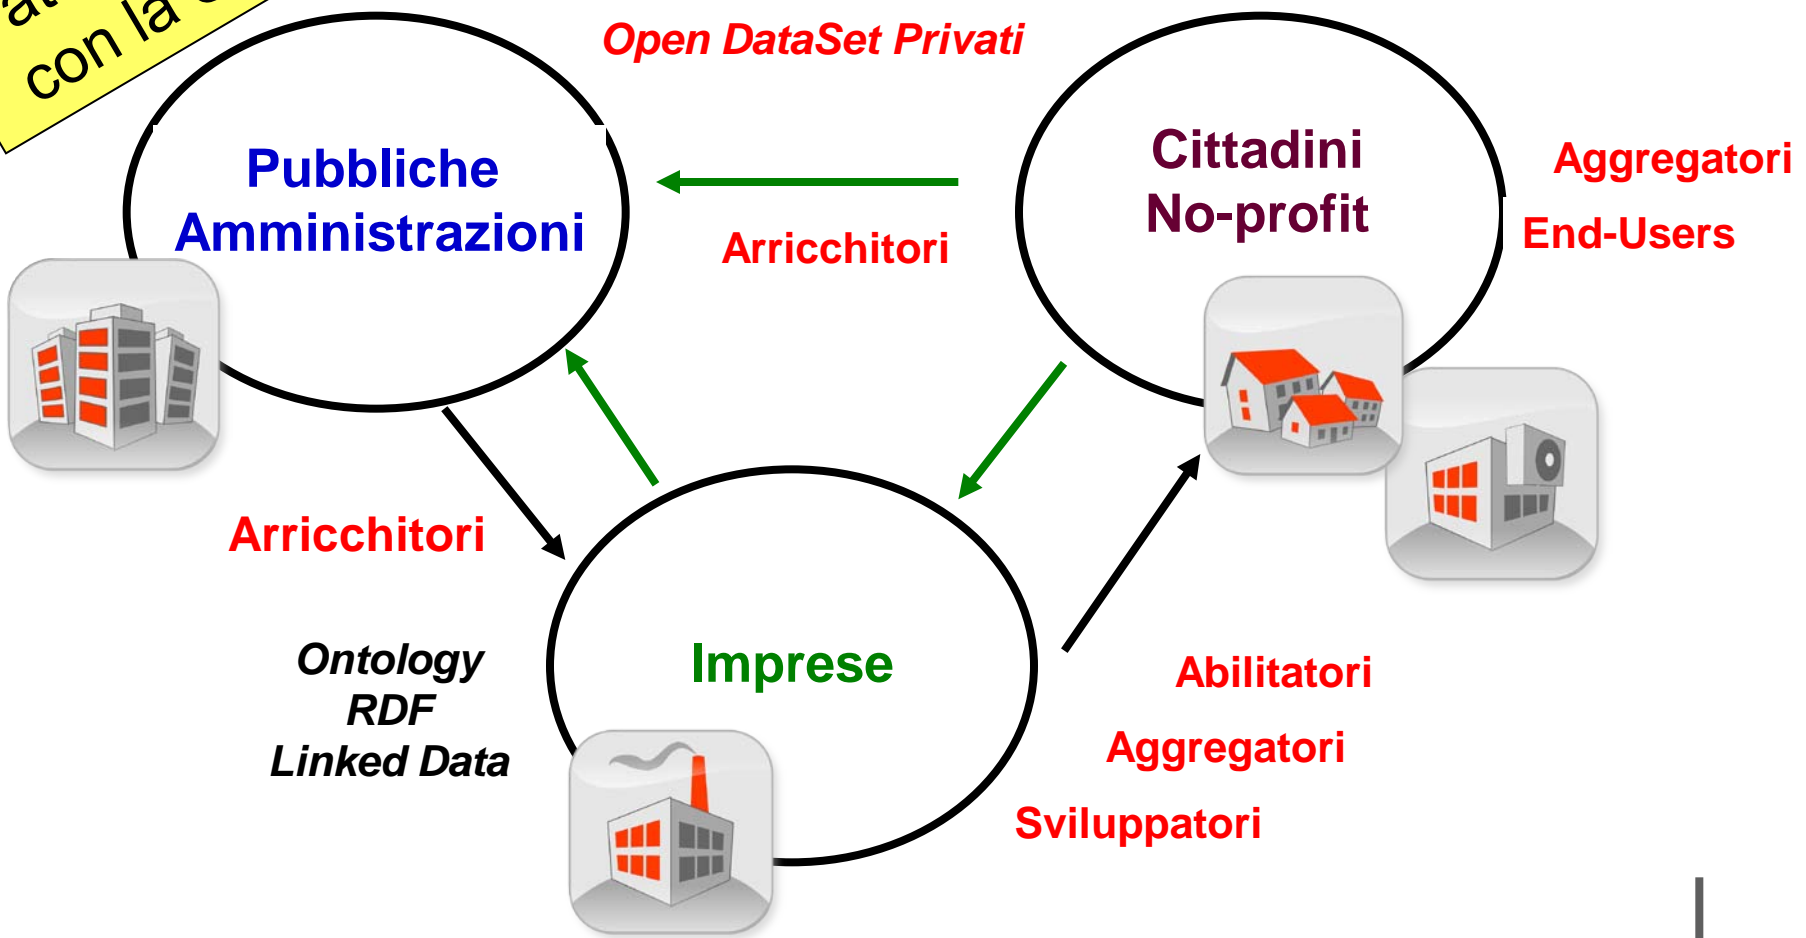 con la
Open DataSet Privati
Pubbliche
Amministrazioni
Cittadini
No-profit
Aggregatori
End-Users
Arricchitori
Arricchitori
Ontology
RDF
Linked Data
Imprese
Abilitatori
Aggregatori
Sviluppatori